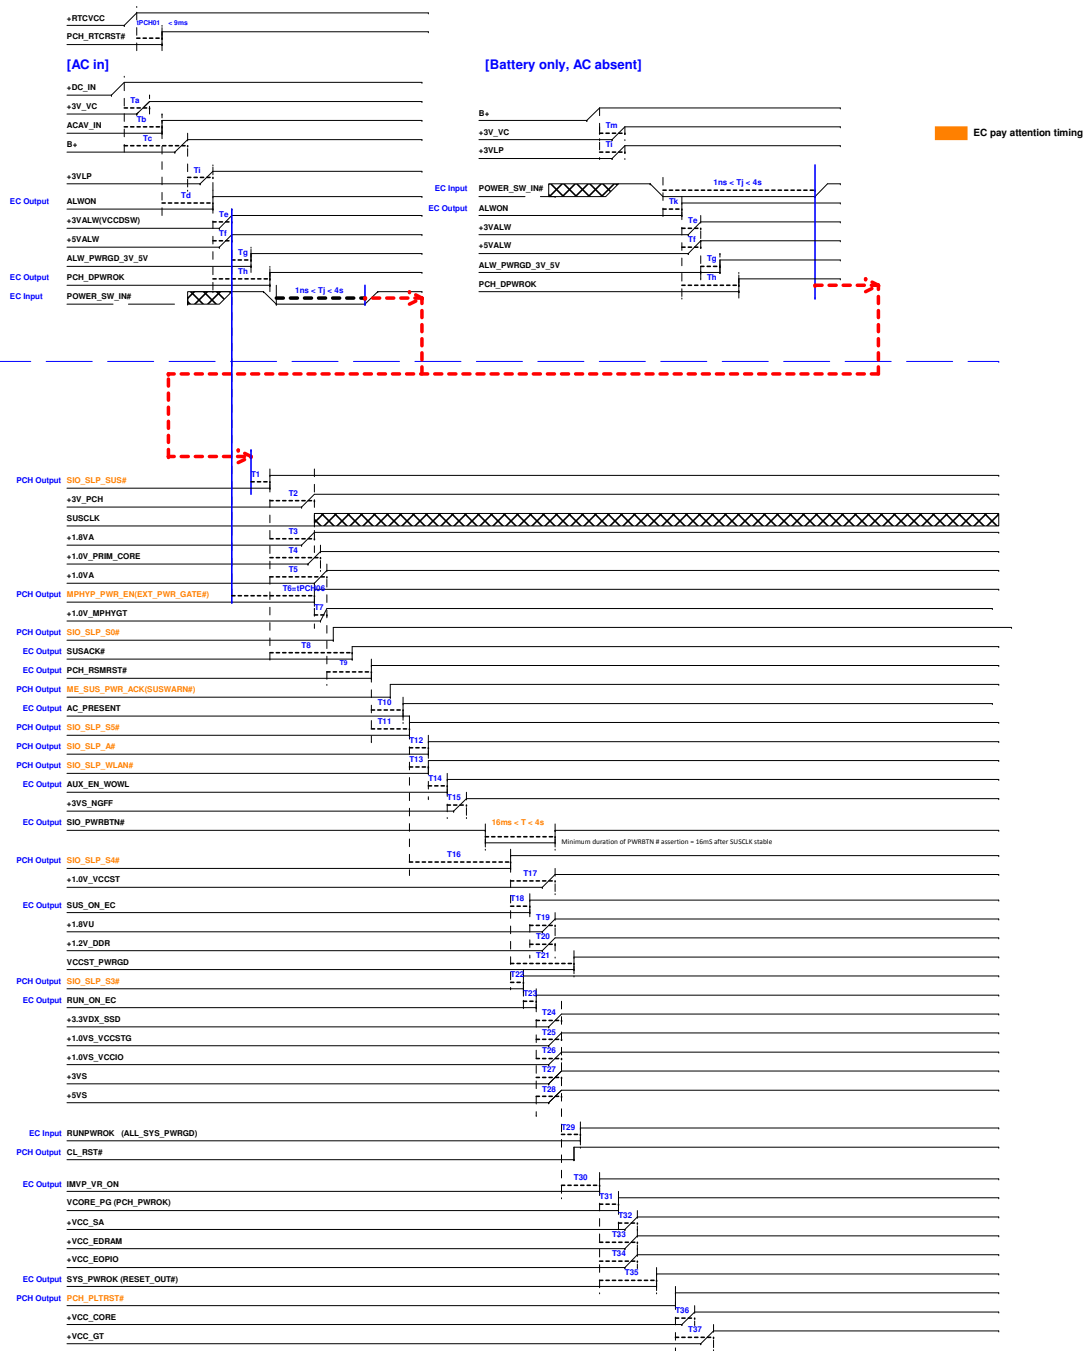 +RTCVCC
tPCH01 < 9ms
PCH_RTCRST#
[AC in]
+DC_IN
Ta
+3V_VC
Tb
ACAV_IN
Tc
B+
Ti
+3VLP
Td
EC Output ALWON
Te
+3VALW(VCCDSW)
Tf
+5VALW
Tg
ALW_PWRGD_3V_5V
Th
EC Output PCH_DPWROK
1ns < Tj < 4s
EC Input POWER_SW_IN#
[Battery only, AC absent]
B+
Tm
+3V_VC
Ti
+3VLP
1ns < Tj < 4s
EC Input POWER_SW_IN#
Tk
EC Output ALWON
Te
+3VALW
Tf
+5VALW
Tg
ALW_PWRGD_3V_5V
Th
PCH_DPWROK
EC pay attention timing
T1
PCH Output SIO_SLP_SUS#
T2
+3V_PCH
SUSCLK
T3
+1.8VA
T4
+1.0V_PRIM_CORE
T5
+1.0VA
T6=tPCH06
PCH Output MPHYP_PWR_EN(EXT_PWR_GATE#)
T7
+1.0V_MPHYGT
PCH Output SIO_SLP_S0#
T8
EC Output SUSACK#
T9
EC Output PCH_RSMRST#
PCH Output ME_SUS_PWR_ACK(SUSWARN#)
T10
EC Output AC_PRESENT
T11
PCH Output SIO_SLP_S5#
T12
PCH Output SIO_SLP_A#
T13
PCH Output SIO_SLP_WLAN#
T14
EC Output AUX_EN_WOWL
T15
+3VS_NGFF
EC Output SIO_PWRBTN#
16ms < T < 4s
Minimum duration of PWRBTN # assertion = 16mS after SUSCLK stable
T16
PCH Output SIO_SLP_S4#
T17
+1.0V_VCCST
T18
EC Output SUS_ON_EC
T19
+1.8VU
T20
+1.2V_DDR
T21
VCCST_PWRGD
T22
PCH Output SIO_SLP_S3#
T23
EC Output RUN_ON_EC
T24
+3.3VDX_SSD
T25
+1.0VS_VCCSTG
T26
+1.0VS_VCCIO
T27
+3VS
T28
+5VS
T29
EC Input RUNPWROK (ALL_SYS_PWRGD)
PCH Output CL_RST#
T30
EC Output IMVP_VR_ON
T31
VCORE_PG (PCH_PWROK)
T32
+VCC_SA
T33
+VCC_EDRAM
T34
+VCC_EOPIO
T35
EC Output SYS_PWROK (RESET_OUT#)
PCH Output PCH_PLTRST#
T36
+VCC_CORE
T37
+VCC_GT